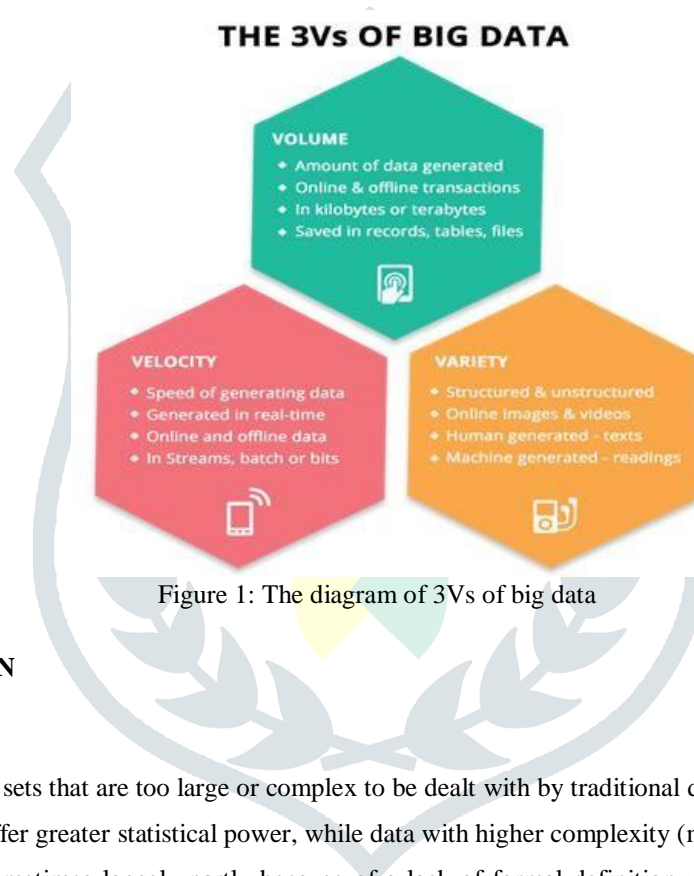 THE 3Vs OF BIG DATA
VOLUME
Amount of data generated
Online & offline transactions
In kilobytes or terabytes
Saved in records, tables, files
VELOCITY
Speed of generating data
Generated in real-time
Online and offline data
In Streams, batch or bits
VARIETY
Structured & unstructured
Online images & videos
Human generated - texts
Machine generated - readings
Figure 1: The diagram of 3Vs of big data
N
sets that are too large or complex to be dealt with by traditional
greater statistical power, while data with higher complexity